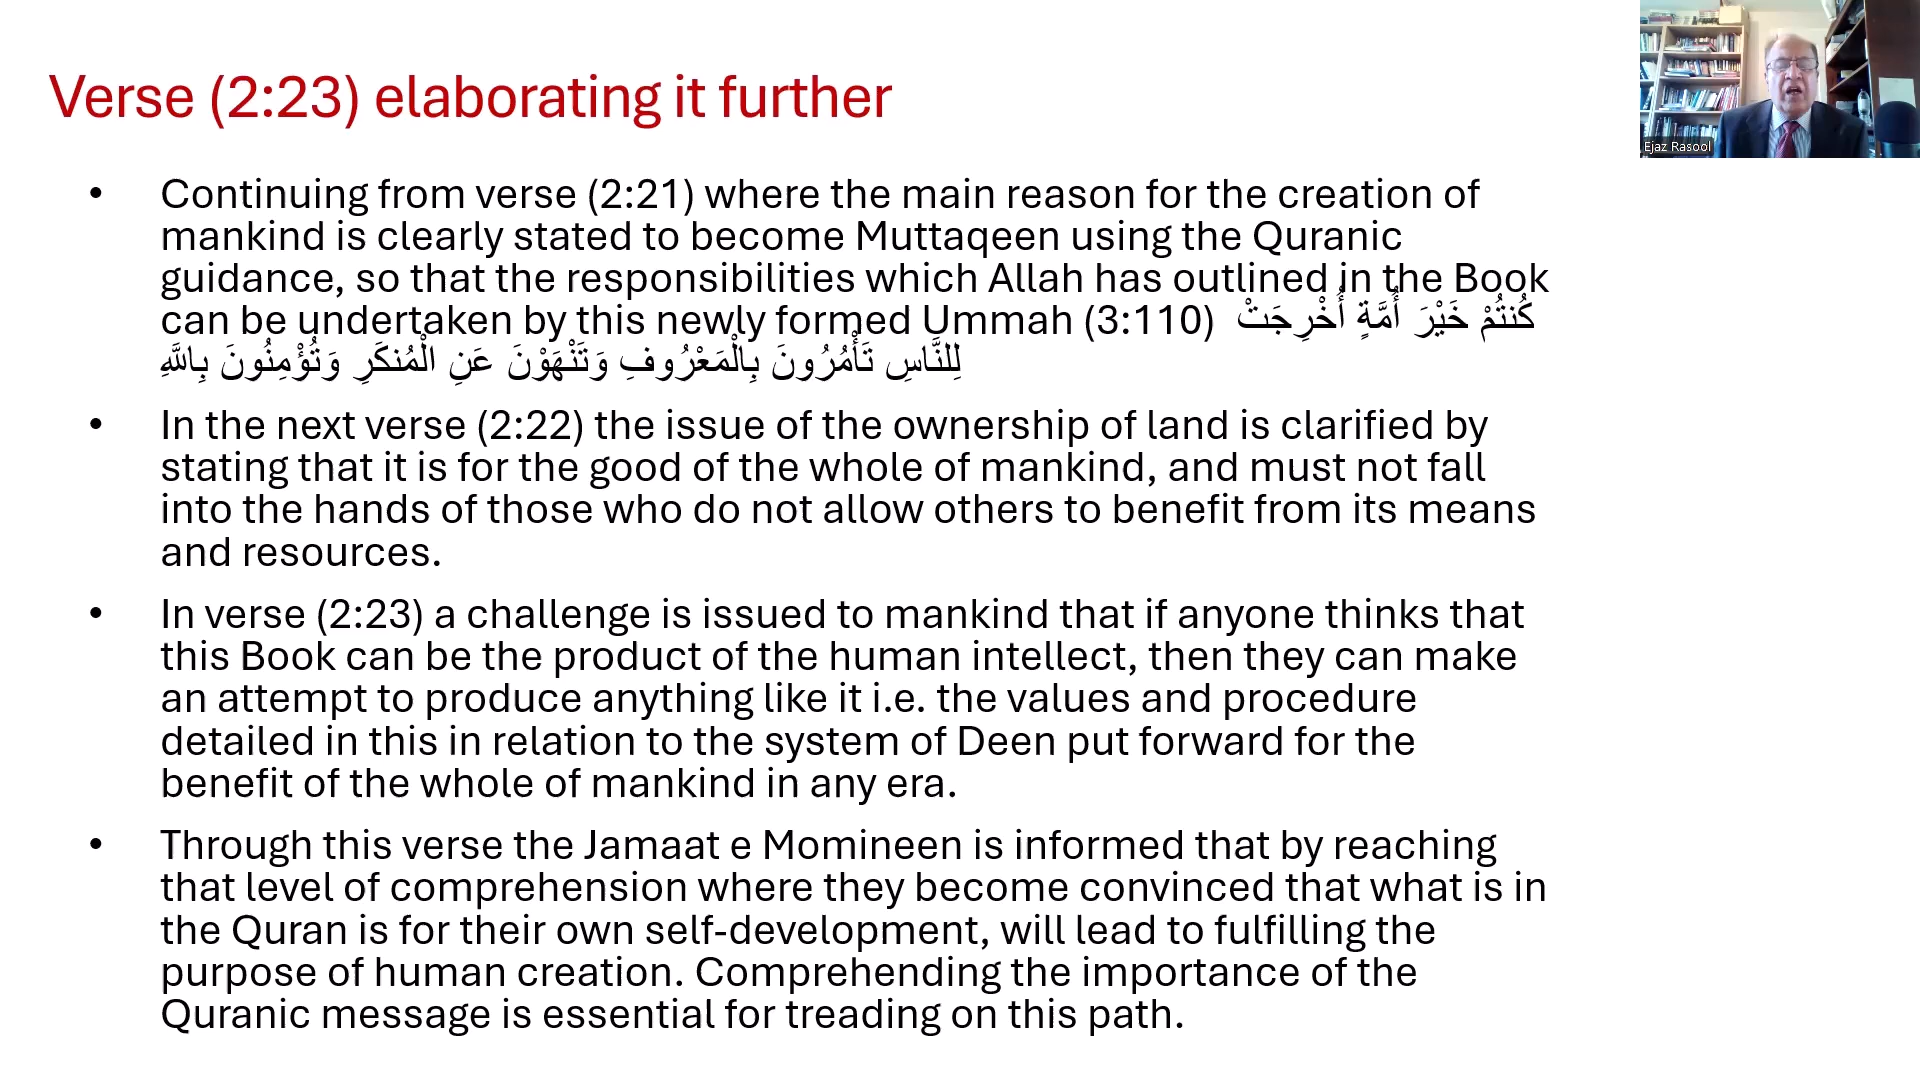 Verse (2:23) elaborating it further
Ejaz Rasool
• Continuing from verse (2:21) where the main reason for the creation of
mankind is clearly stated to become Muttaqeen using the Quranic
guidance, so that the responsibilities which Allah has outlined in the Book
can be undertaken by this newly formed Ummah (3:110) كُنتُمْ خَيْرَ أُمَّةٍ أُخْرِجَتْ
لِلنَّاسِ تَأْمُرُونَ بِالْمَعْرُوفِ وَتَنْهَوْنَ عَنِ الْمُنكَرِ وَتُؤْمِنُونَ بِاللَّهِ
• In the next verse (2:22) the issue of the ownership of land is clarified by
stating that it is for the good of the whole of mankind, and must not fall
into the hands of those who do not allow others to benefit from its means
and resources.
• In verse (2:23) a challenge is issued to mankind that if anyone thinks that
this Book can be the product of the human intellect, then they can make
an attempt to produce anything like it i.e. the values and procedure
detailed in this in relation to the system of Deen put forward for the
benefit of the whole of mankind in any era.
• Through this verse the Jamaat e Momineen is informed that by reaching
that level of comprehension where they become convinced that what is in
the Quran is for their own self-development, will lead to fulfilling the
purpose of human creation. Comprehending the importance of the
Quranic message is essential for treading on this path.